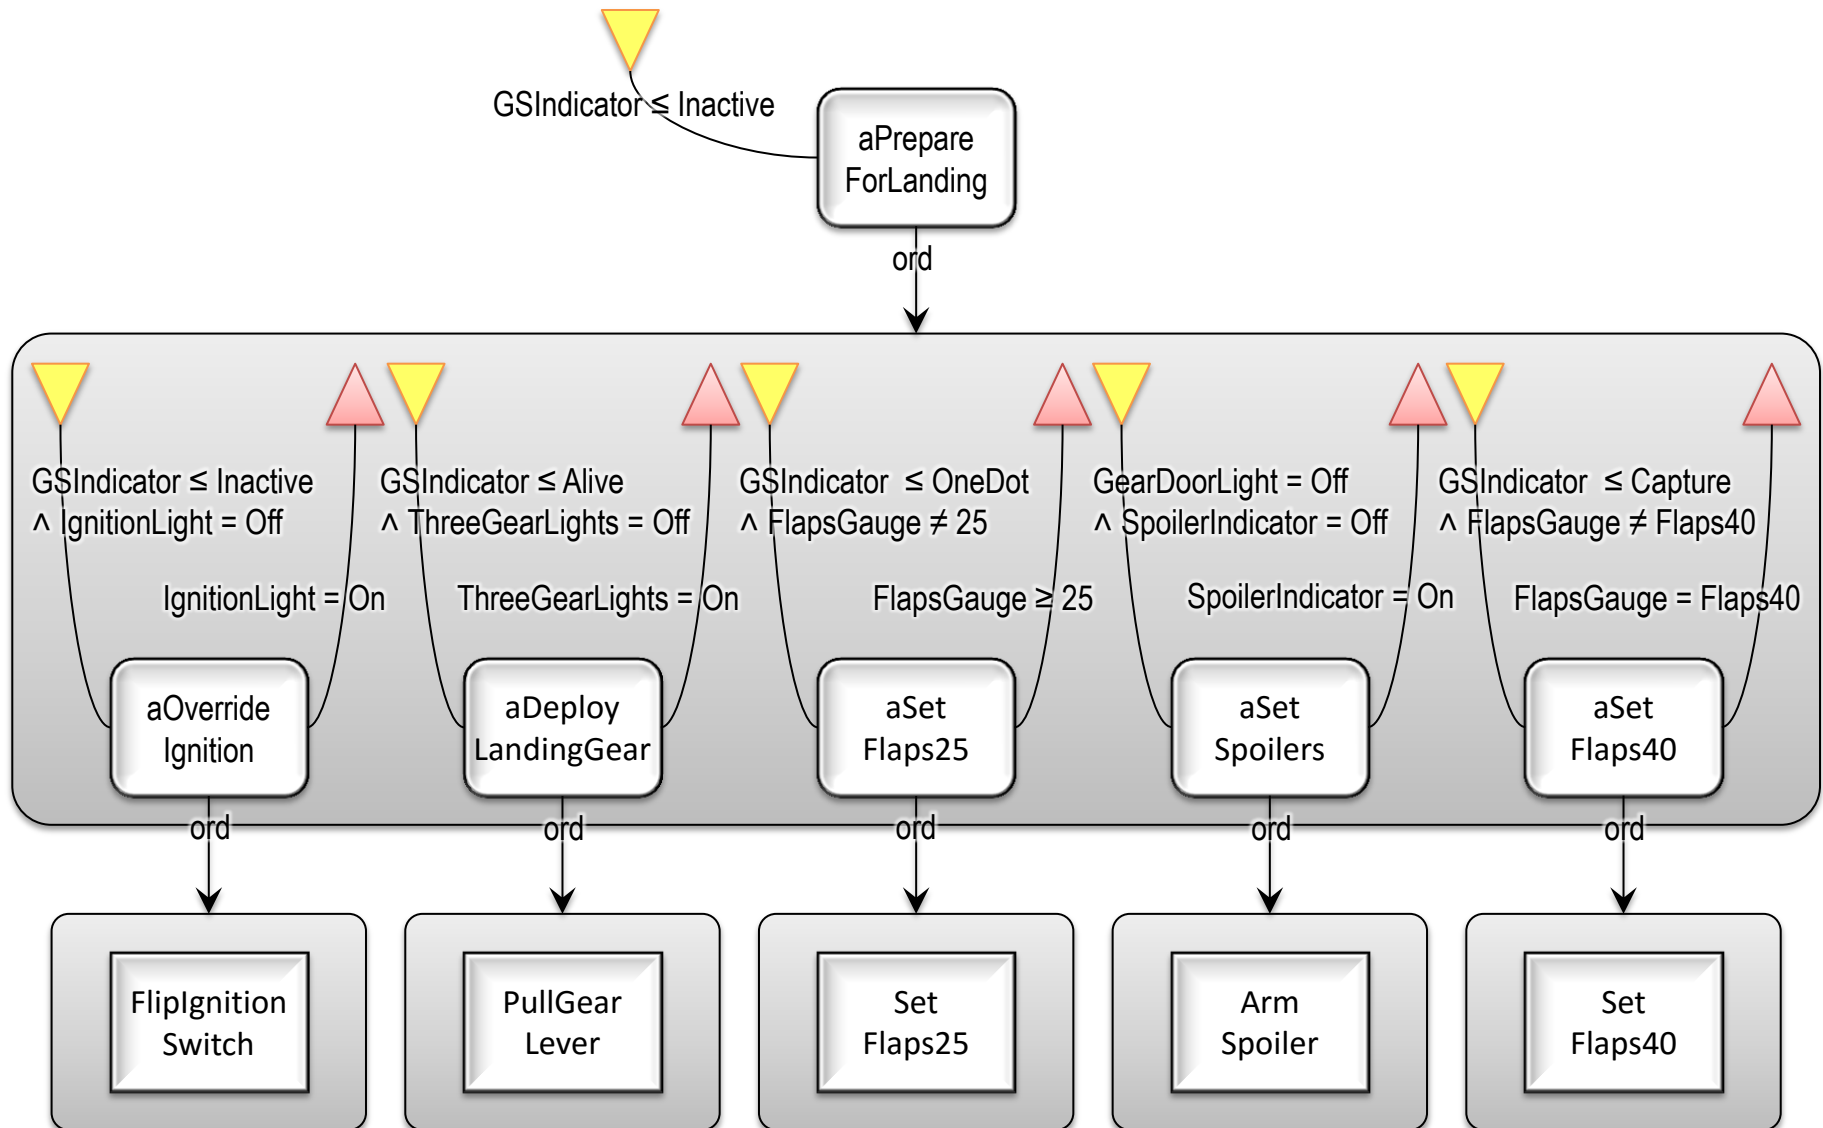 GSIndicator ≤ Inactive
aPrepare
ForLanding
ord
GSIndicator ≤ Inactive
∧ IgnitionLight = Off
IgnitionLight = On
GSIndicator ≤ Alive
∧ ThreeGearLights = Off
ThreeGearLights = On
GSIndicator ≤ OneDot
∧ FlapsGauge ≠ 25
FlapsGauge ≥ 25
GearDoorLight = Off
∧ SpoilerIndicator = Off
SpoilerIndicator = On
GSIndicator ≤ Capture
∧ FlapsGauge ≠ Flaps40
FlapsGauge = Flaps40
aOverride
Ignition
aDeploy
LandingGear
aSet
Flaps25
aSet
Spoilers
aSet
Flaps40
ord
ord
ord
ord
ord
FlipIgnition
Switch
PullGear
Lever
Set
Flaps25
Arm
Spoiler
Set
Flaps40